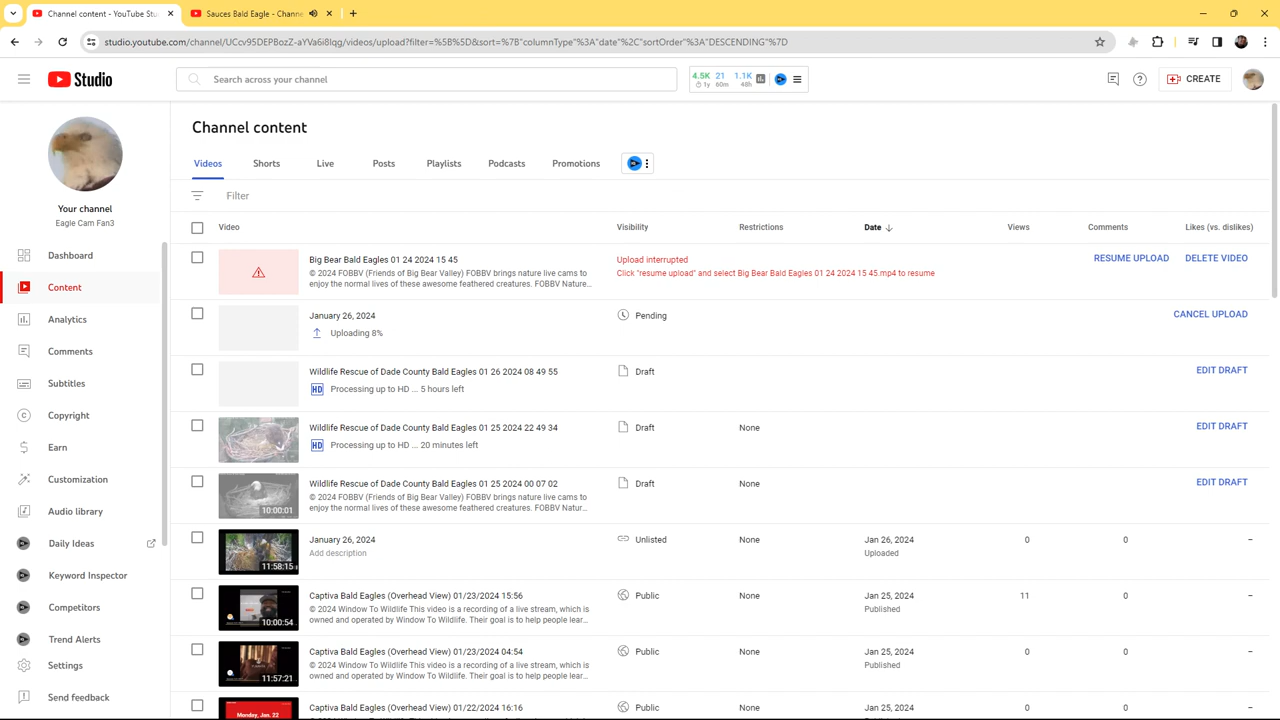 Content content - YouTube Stu
Sauces Bald Eagle - Channe
studio.youtube.com/channel/UCcv95DEPBozZ-aYVa6i8lqg/videos/upload?filter=%5B%5D&sort=%7B"columnType"%3A"date"%2C"sortOrder"%3A"DESCENDING"%7D
Studio
Search across your channel
4.5K 21 1.1K
1y 60m 48h
CREATE
Your channel
Eagle Cam Fan3
Dashboard
Content
Analytics
Comments
Subtitles
Copyright
Earn
Customization
Audio library
Daily Ideas
Keyword Inspector
Competitors
Trend Alerts
Settings
Send feedback
Channel content
Videos Shorts Live Posts Playlists Podcasts Promotions
Filter
Video Visibility Restrictions Date Views Comments Likes (vs. dislikes)
Big Bear Bald Eagles 01 24 2024 15 45
© 2024 FOBBV (Friends of Big Bear Valley) FOBBV brings nature live cams to
enjoy the normal lives of these awesome feathered creatures. FOBBV Nature...
Upload interrupted
Click "resume upload" and select Big Bear Bald Eagles 01 24 2024 15 45.mp4 to resume
RESUME UPLOAD DELETE VIDEO
January 26, 2024
Uploading 8%
Pending
CANCEL UPLOAD
Wildlife Rescue of Dade County Bald Eagles 01 26 2024 08 49 55
HD Processing up to HD ... 5 hours left
Draft
EDIT DRAFT
Wildlife Rescue of Dade County Bald Eagles 01 25 2024 22 49 34
HD Processing up to HD ... 20 minutes left
Draft None
EDIT DRAFT
10:00:01
Wildlife Rescue of Dade County Bald Eagles 01 25 2024 00 07 02
© 2024 FOBBV (Friends of Big Bear Valley) FOBBV brings nature live cams to
enjoy the normal lives of these awesome feathered creatures. FOBBV Natur...
Draft None
EDIT DRAFT
11:58:15
January 26, 2024
Add description
Unlisted None Jan 26, 2024 0 0 –
Uploaded
10:00:54
Captiva Bald Eagles (Overhead View) 01/23/2024 15:56
© 2024 Window To Wildlife This video is a recording of a live stream, which is
owned and operated by Window To Wildlife. Their goal is to help people lear...
Public None Jan 25, 2024 11 0 –
Published
11:57:21
Captiva Bald Eagles (Overhead View) 01/23/2024 04:54
© 2024 Window To Wildlife This video is a recording of a live stream, which is
owned and operated by Window To Wildlife. Their goal is to help people lear...
Public None Jan 25, 2024 0 0 –
Published
Monday, Jan. 22
Captiva Bald Eagles (Overhead View) 01/22/2024 16:16
Public None Jan 25, 2024 0 0 –